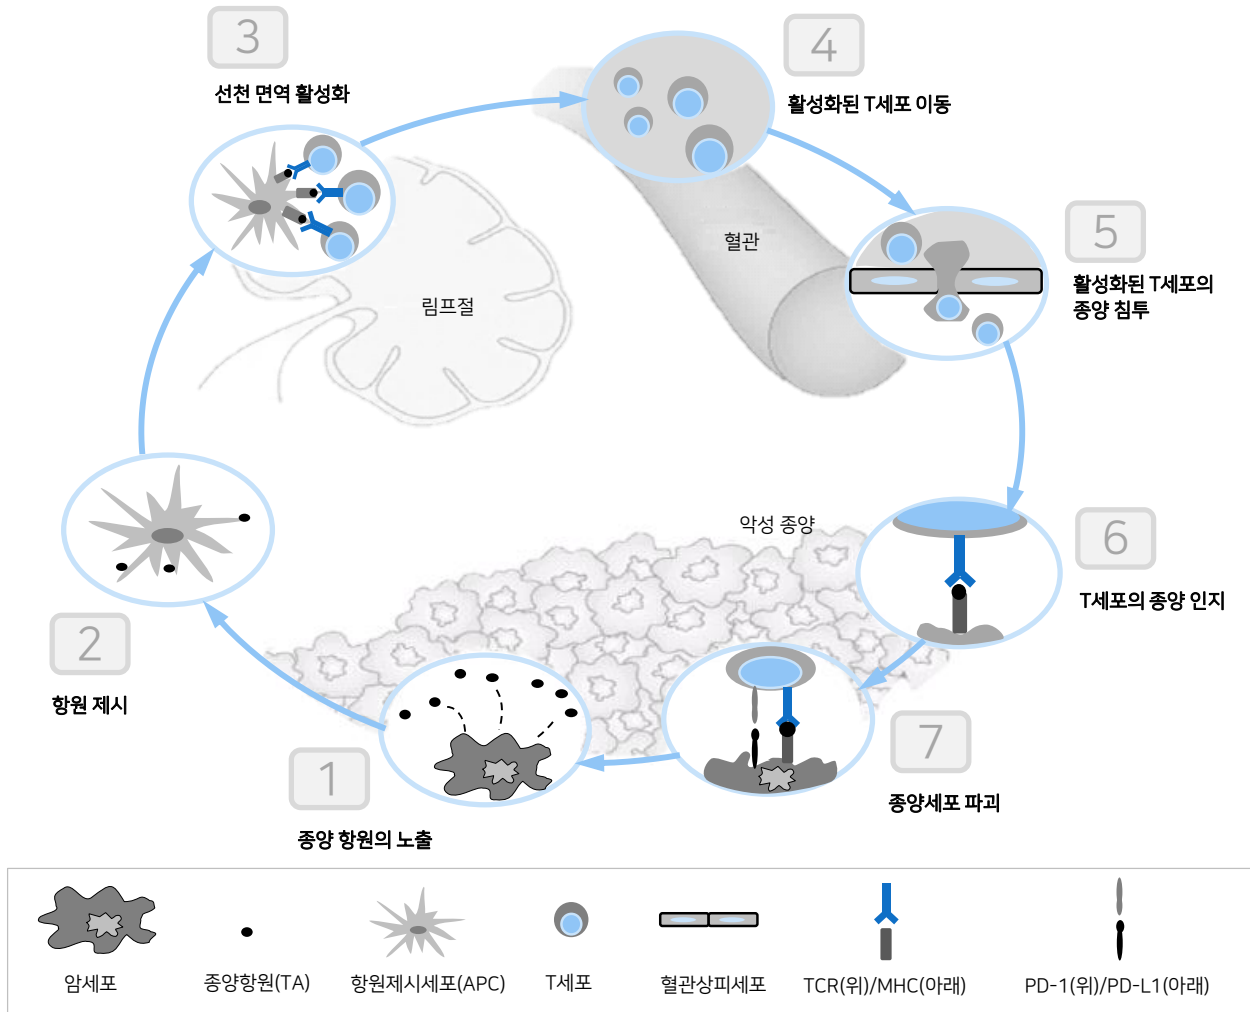 3
선천 면역 활성화
4
활성화된 T세포 이동
혈관
5
활성화된 T세포의
종양 침투
림프절
악성 종양
6
T세포의 종양 인지
2
항원 제시
7
종양세포 파괴
1
종양 항원의 노출
암세포
종양항원(TA)
항원제시세포(APC)
T세포
혈관상피세포
TCR(위)/MHC(아래)
PD-1(위)/PD-L1(아래)